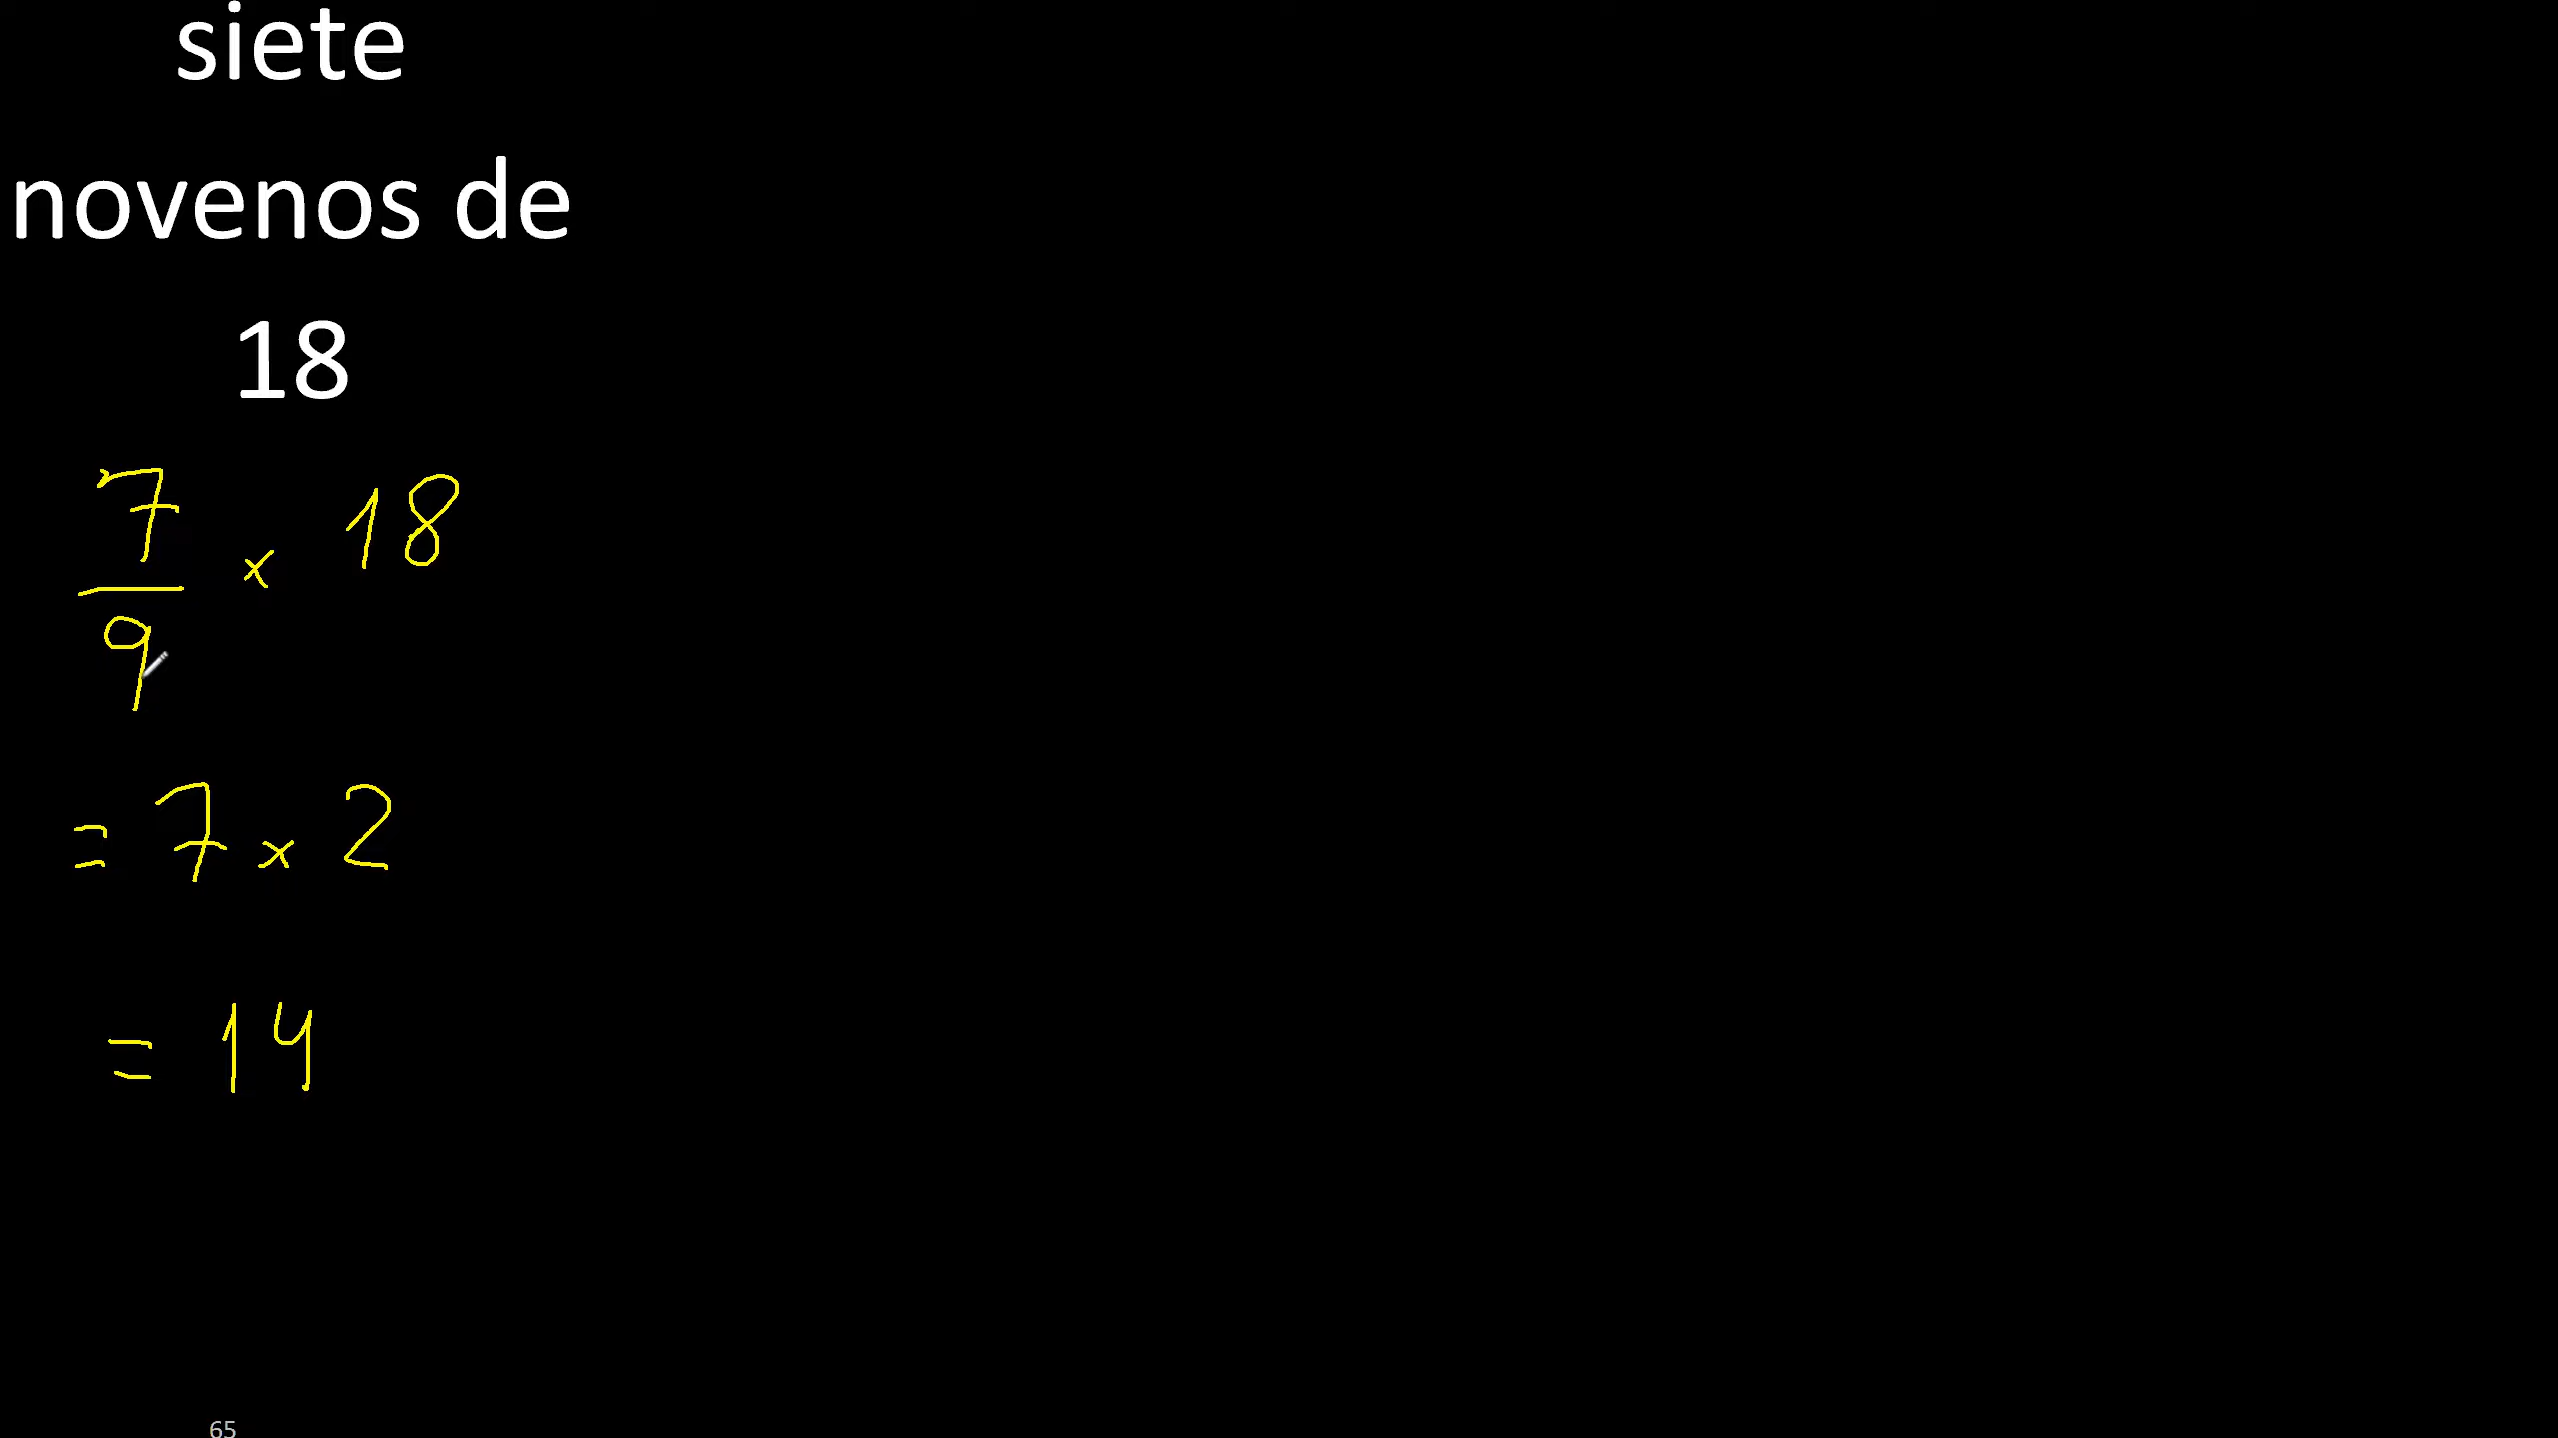 siete
novenos de
18
7/9 × 18
= 7 × 2
= 14
65